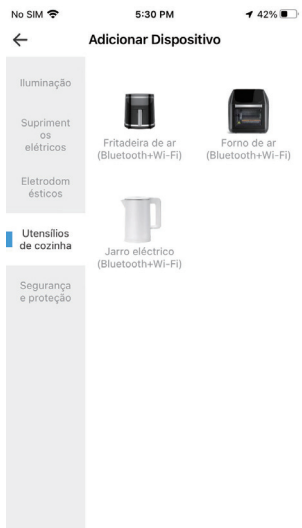 No SIM 5:30 PM 42%
Adicionar Dispositivo
Iluminação
Supriment
os
elétricos
Eletrodom
ésticos
Utensílios
de cozinha
Segurança
e proteção
Fritadeira de ar
(Bluetooth+Wi-Fi)
Forno de ar
(Bluetooth+Wi-Fi)
Jarro eléctrico
(Bluetooth+Wi-Fi)